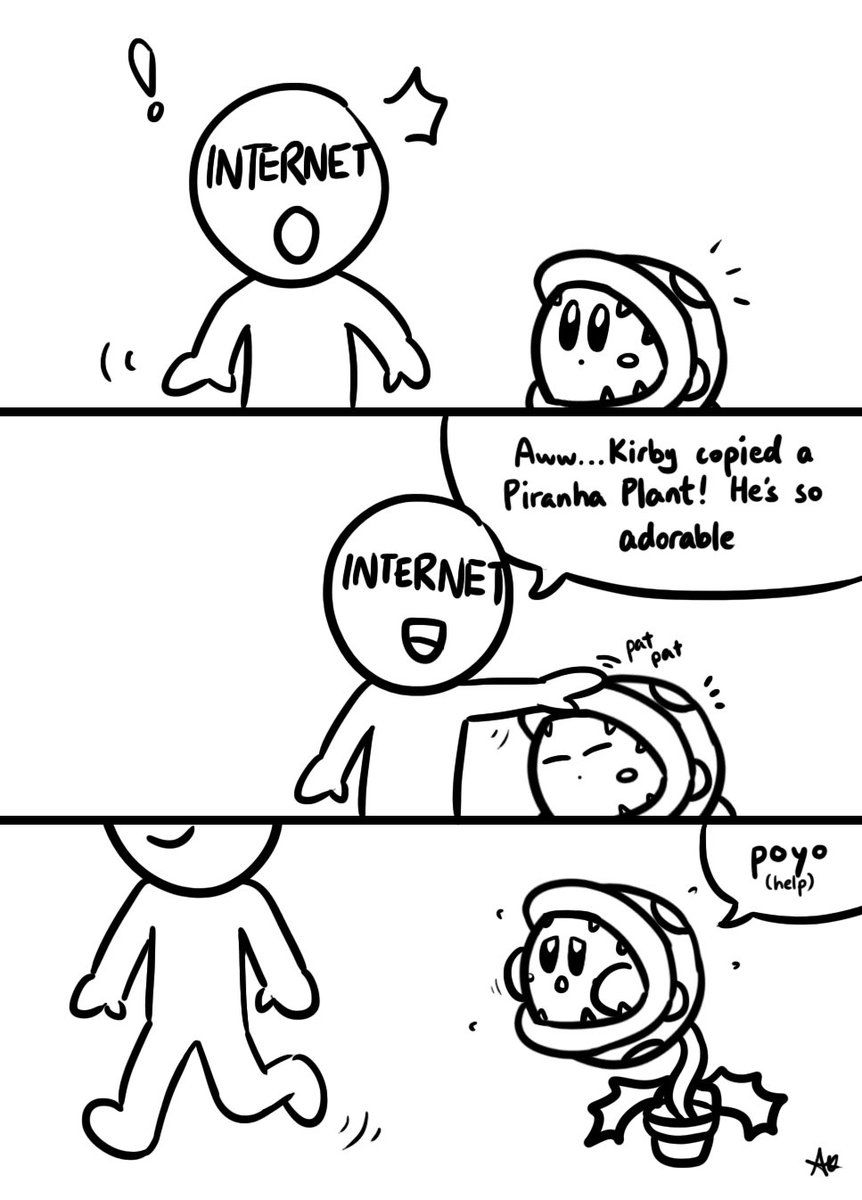 !
INTERNET
Aww...Kirby copied a
Piranha Plant! He's so
adorable
INTERNET
pat
pat
poyo
(help)